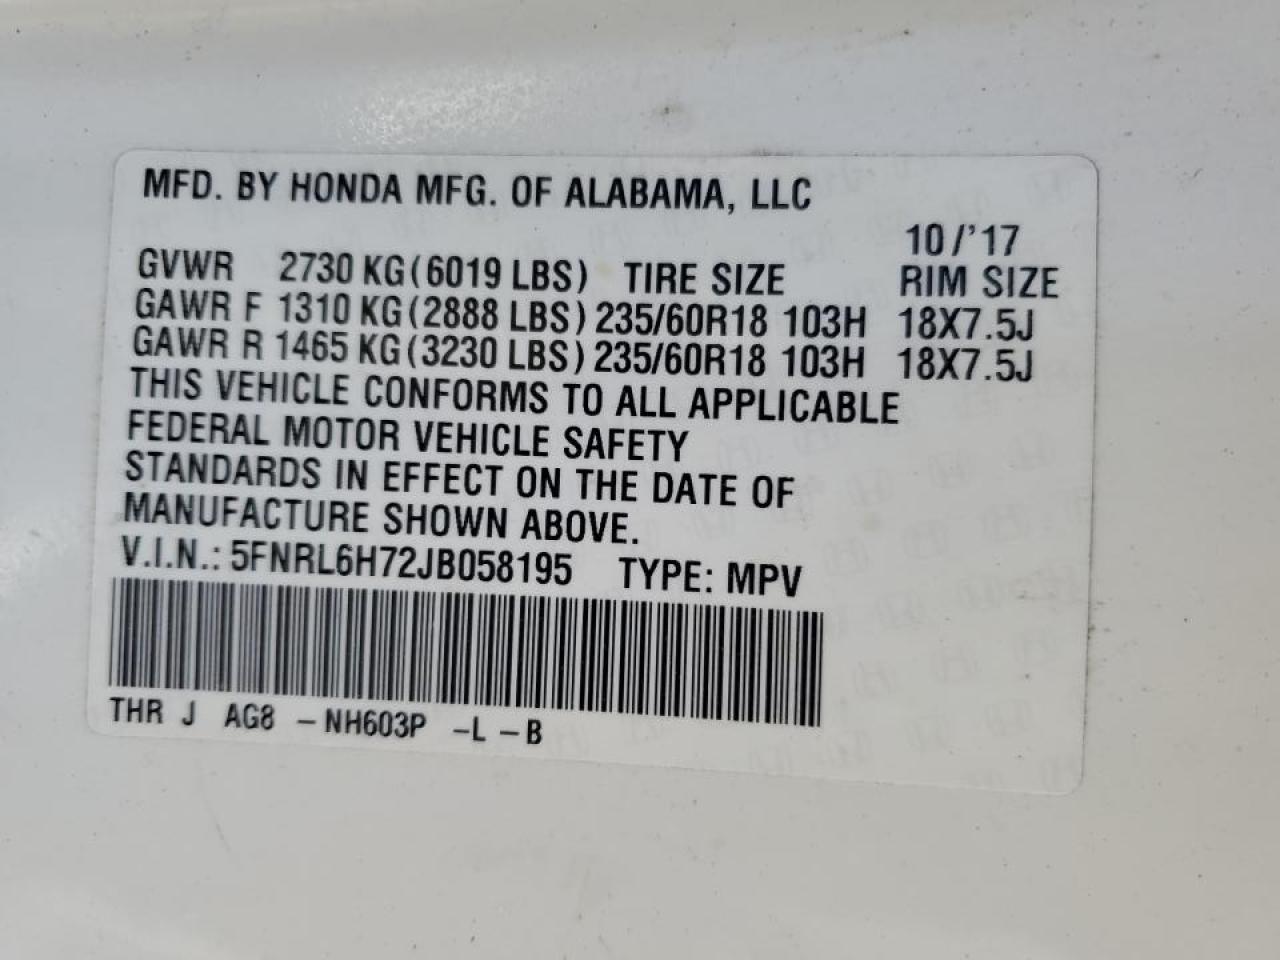 MFD. BY HONDA MFG. OF ALABAMA, LLC
10/'17
GVWR 2730 KG(6019 LBS) TIRE SIZE RIM SIZE
GAWR F 1310 KG(2888 LBS) 235/60R18 103H 18X7.5J
GAWR R 1465 KG(3230 LBS) 235/60R18 103H 18X7.5J
THIS VEHICLE CONFORMS TO ALL APPLICABLE
FEDERAL MOTOR VEHICLE SAFETY
STANDARDS IN EFFECT ON THE DATE OF
MANUFACTURE SHOWN ABOVE.
V.I.N.: 5FNRL6H72JB058195 TYPE: MPV
THR J AG8 -NH603P -L -B